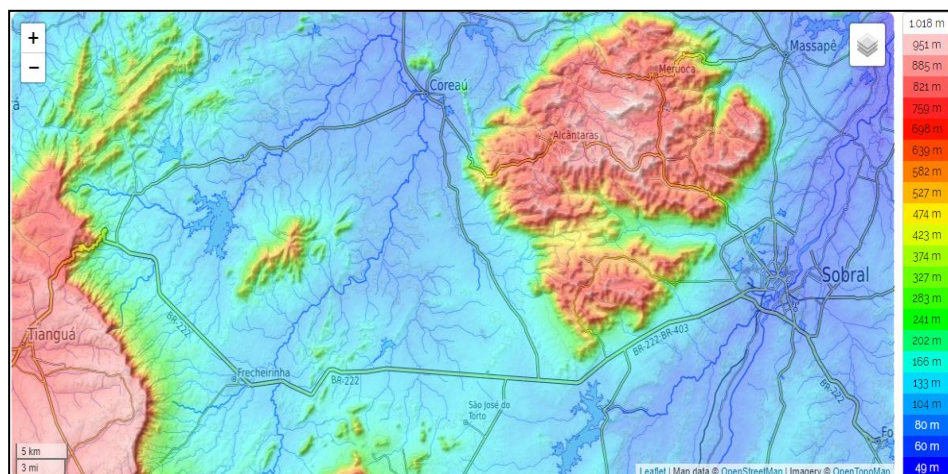 +
−
Coreaú
Massapê
Meruoca
Alcântaras
á
Sobral
Tianguá
BR-222
Frecheirinha
BR-222
BR-222;BR-403
São José do
Torto
BR-222
Fo
5 km
3 mi
Leaflet | Map data © OpenStreetMap | Imagery © OpenTopoMap
1.018 m
951 m
885 m
821 m
759 m
698 m
639 m
582 m
527 m
474 m
423 m
374 m
327 m
283 m
241 m
202 m
166 m
133 m
104 m
80 m
60 m
49 m